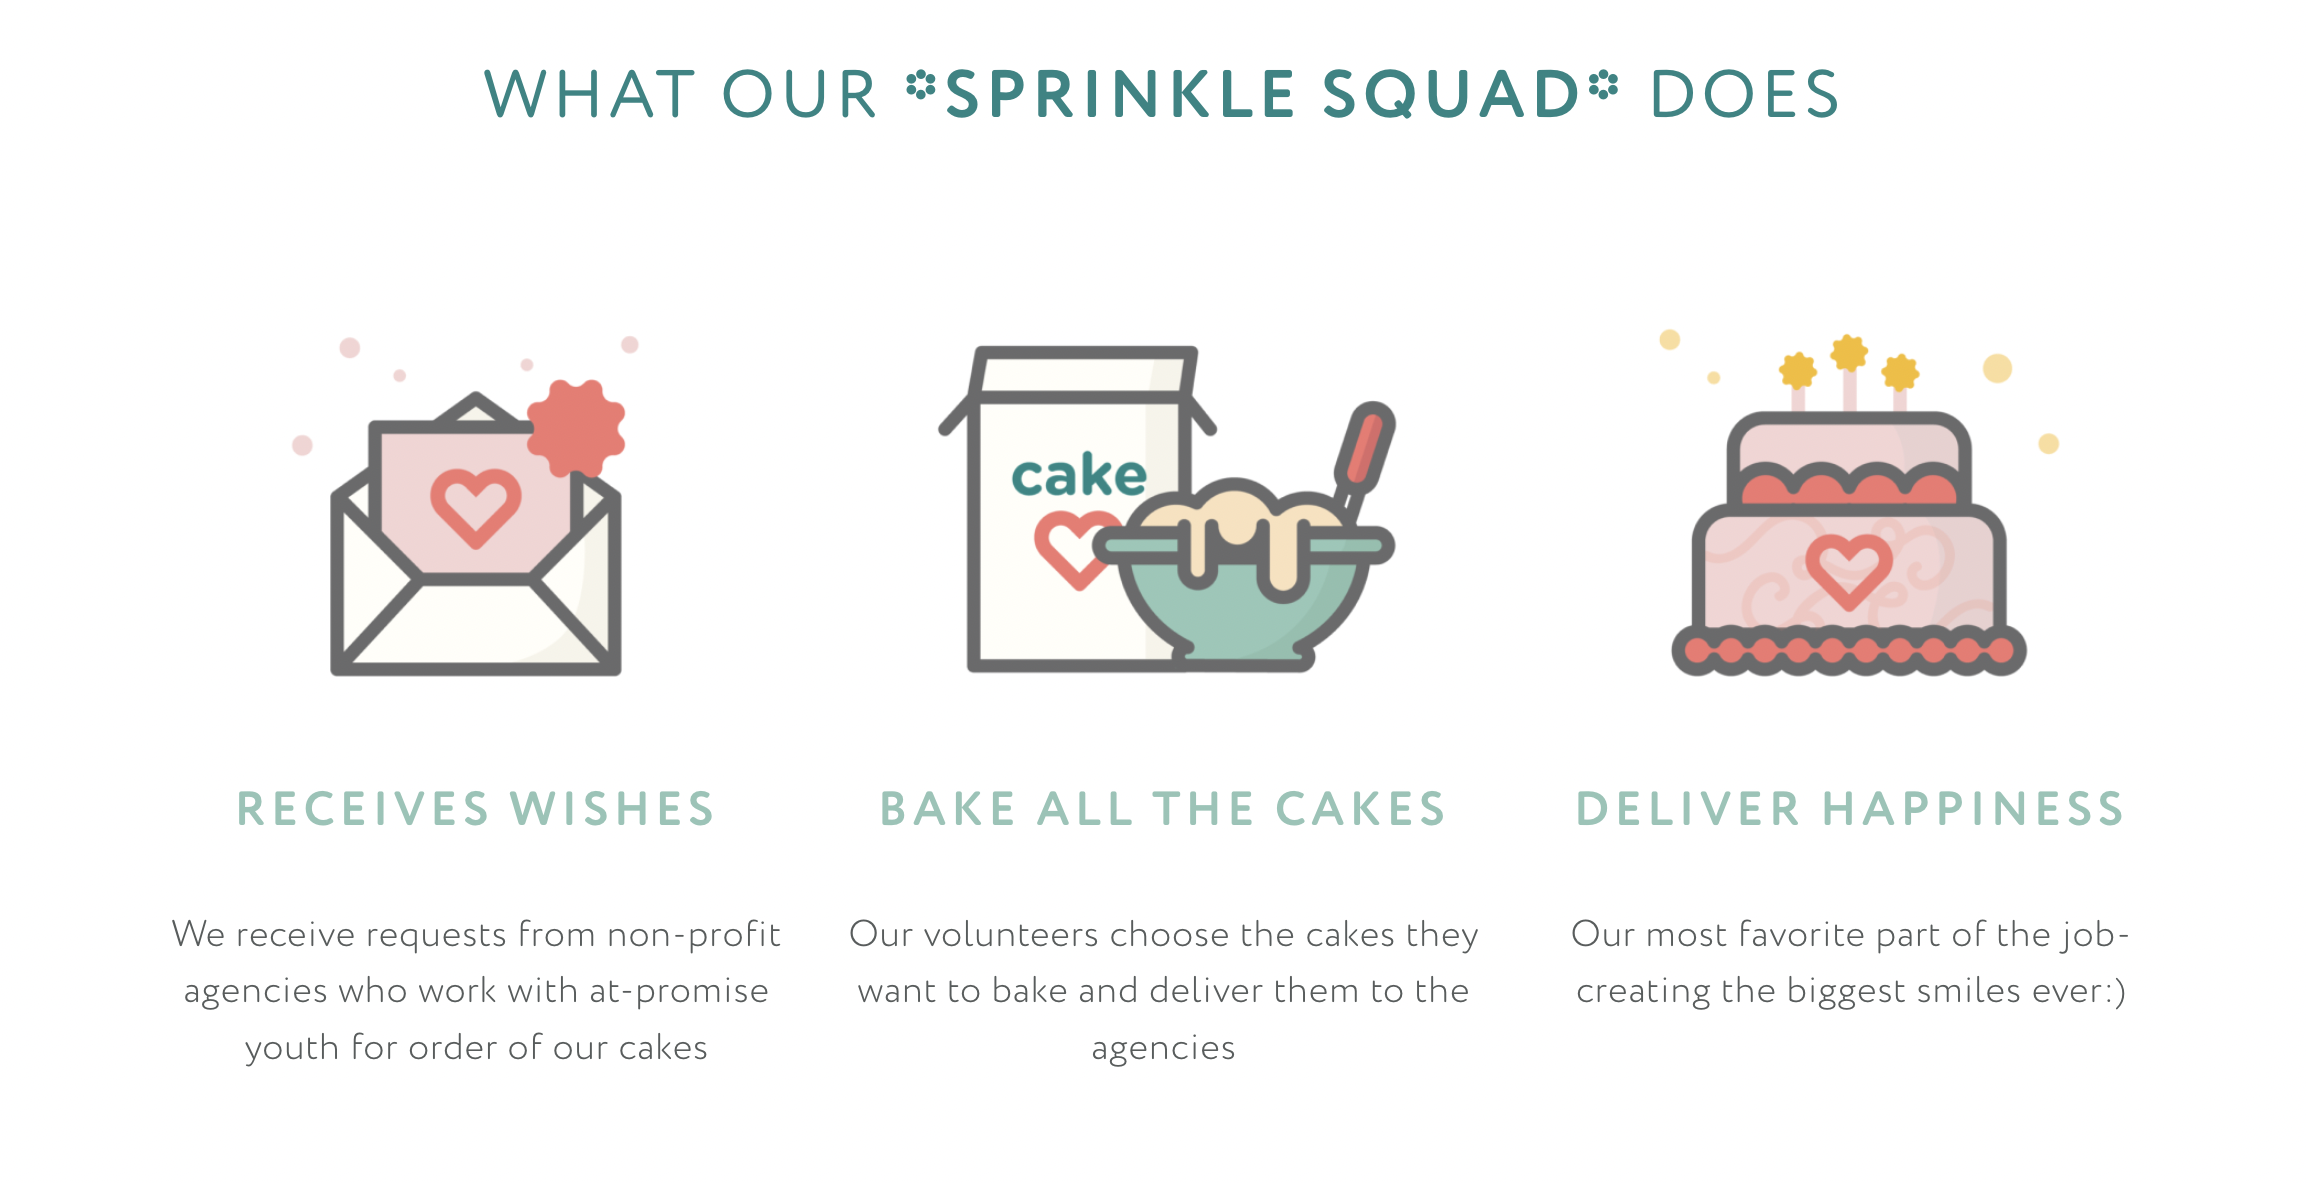 WHAT OUR *SPRINKLE SQUAD* DOES
cake
RECEIVES WISHES
We receive requests from non-profit
agencies who work with at-promise
youth for order of our cakes
BAKE ALL THE CAKES
Our volunteers choose the cakes they
want to bake and deliver them to the
agencies
DELIVER HAPPINESS
Our most favorite part of the job-
creating the biggest smiles ever:)